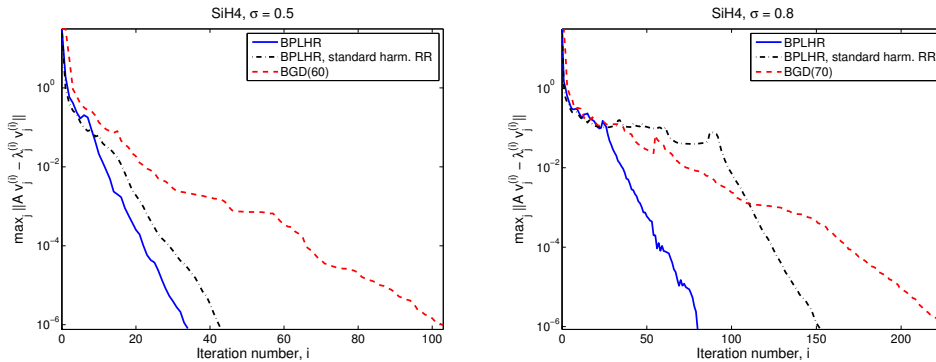 SiH4, σ = 0.5
BPLHR
BPLHR, standard harm. RR
BGD(60)
10^0
10^-2
10^-4
10^-6
max_j ||A v_j^(i) − λ_j^(i) v_j^(i)||
0 20 40 60 80 100
Iteration number, i
SiH4, σ = 0.8
BPLHR
BPLHR, standard harm. RR
BGD(70)
10^0
10^-2
10^-4
10^-6
max_j ||A v_j^(i) − λ_j^(i) v_j^(i)||
0 50 100 150 200
Iteration number, i